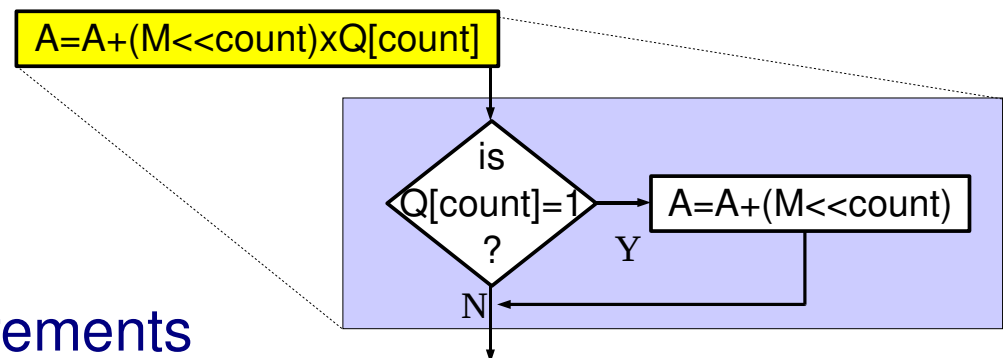 A=A+(M<<count)xQ[count]
is
Q[count]=1
?
Y
A=A+(M<<count)
N
ements